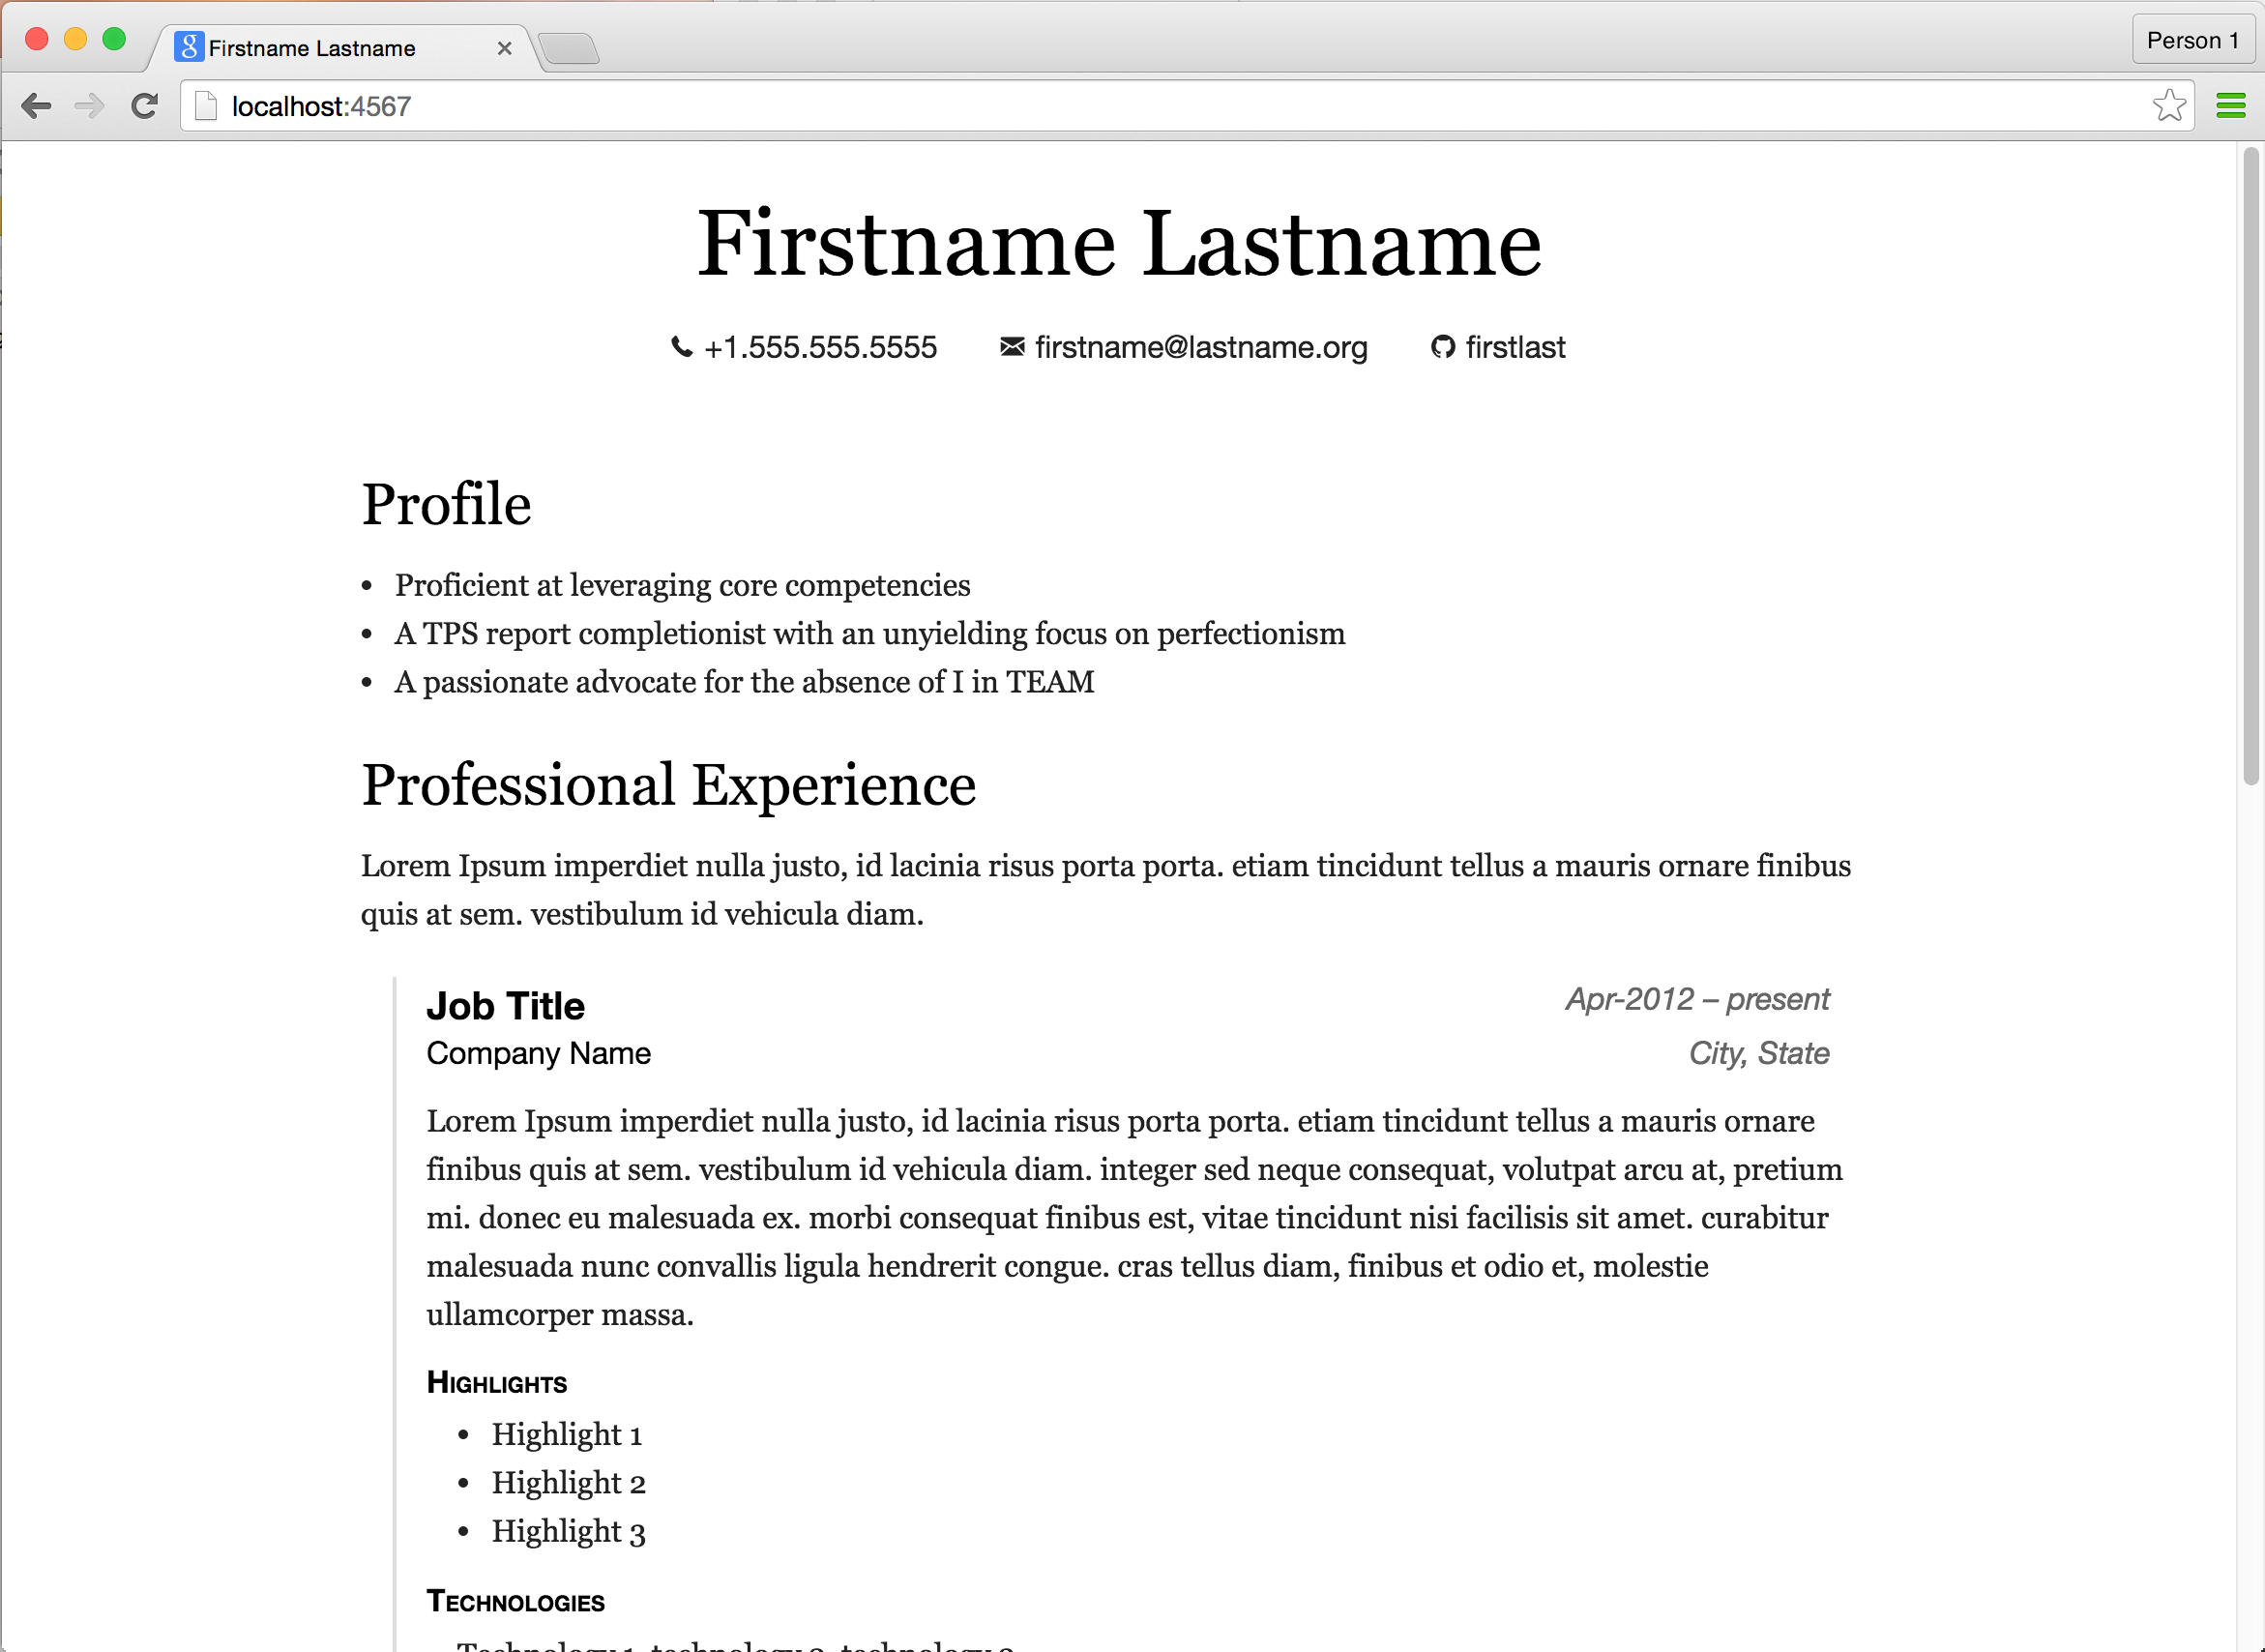 Firstname Lastname
Person 1
localhost:4567
Firstname Lastname
+1.555.555.5555 firstname@lastname.org firstlast
Profile
• Proficient at leveraging core competencies
• A TPS report completionist with an unyielding focus on perfectionism
• A passionate advocate for the absence of I in TEAM
Professional Experience
Lorem Ipsum imperdiet nulla justo, id lacinia risus porta porta. etiam tincidunt tellus a mauris ornare finibus
quis at sem. vestibulum id vehicula diam.
Job Title Apr-2012 – present
Company Name City, State
Lorem Ipsum imperdiet nulla justo, id lacinia risus porta porta. etiam tincidunt tellus a mauris ornare
finibus quis at sem. vestibulum id vehicula diam. integer sed neque consequat, volutpat arcu at, pretium
mi. donec eu malesuada ex. morbi consequat finibus est, vitae tincidunt nisi facilisis sit amet. curabitur
malesuada nunc convallis ligula hendrerit congue. cras tellus diam, finibus et odio et, molestie
ullamcorper massa.
Highlights
• Highlight 1
• Highlight 2
• Highlight 3
Technologies
Technology 1, technology 2, technology 3